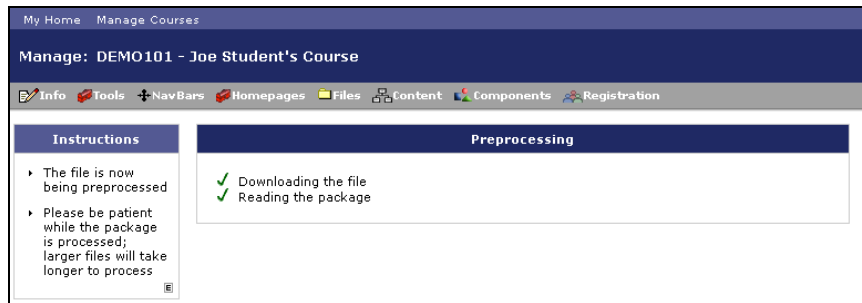 My Home Manage Courses
Manage: DEMO101 - Joe Student's Course
Info Tools NavBars Homepages Files Content Components Registration
Instructions
The file is now
being preprocessed
Please be patient
while the package
is processed;
larger files will take
longer to process
E
Preprocessing
Downloading the file
Reading the package